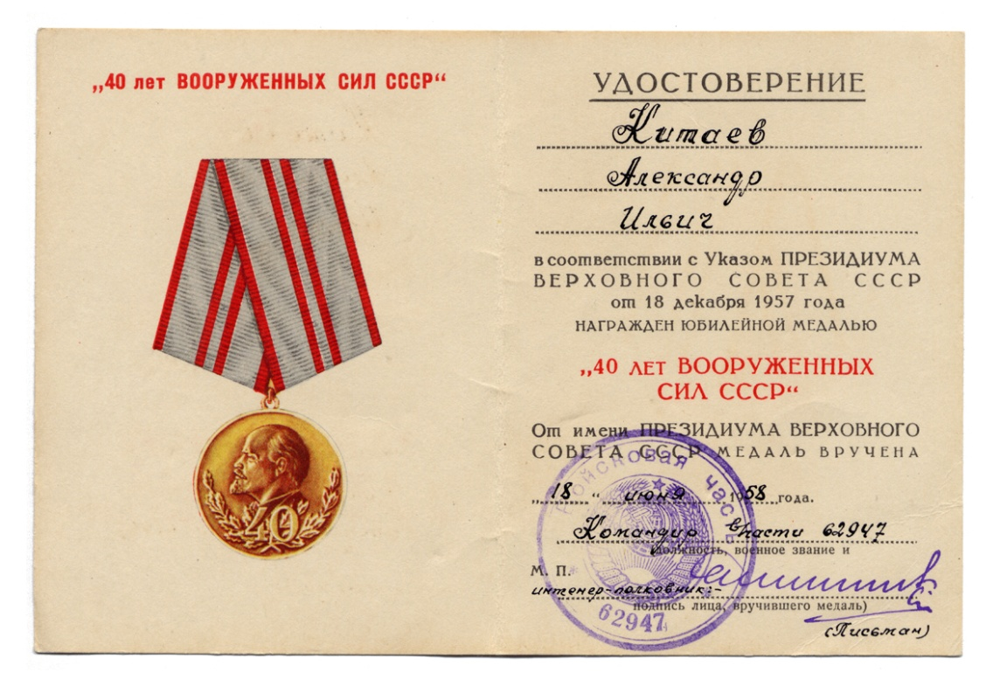 „40 лет ВООРУЖЕННЫХ СИЛ СССР“
40
УДОСТОВЕРЕНИЕ
Китаев
Александр
Ильич
в соответствии с Указом ПРЕЗИДИУМА
ВЕРХОВНОГО СОВЕТА СССР
от 18 декабря 1957 года
НАГРАЖДЕН ЮБИЛЕЙНОЙ МЕДАЛЬЮ
„40 ЛЕТ ВООРУЖЕННЫХ
СИЛ СССР“
От имени ПРЕЗИДИУМА ВЕРХОВНОГО
СОВЕТА СССР МЕДАЛЬ ВРУЧЕНА
„18“ июня 1958 года.
Командир части 62947
(должность, военное звание и
М. П.
инженер-полковник:-
подпись лица, вручившего медаль)
(Письман)
Войсковая часть
62947